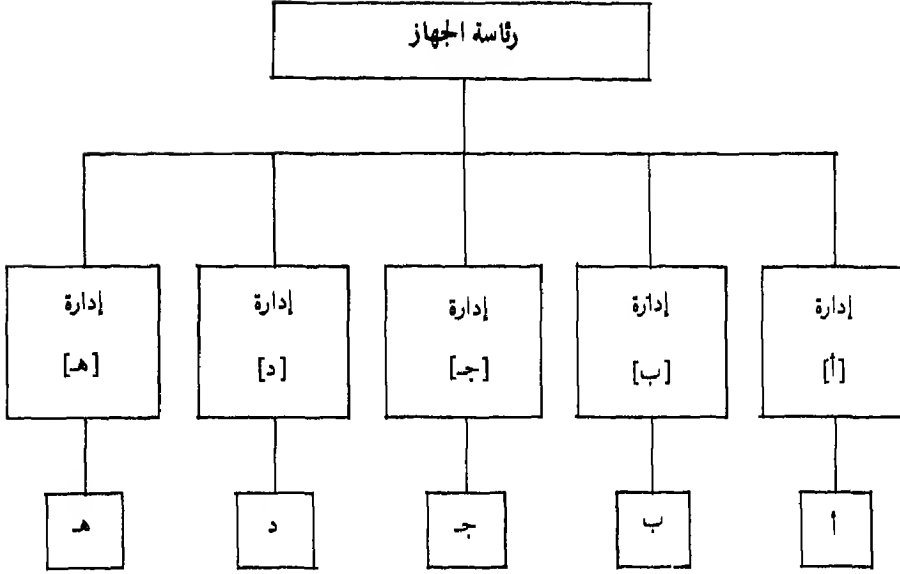 رئاسة الجهاز
إدارة
[أ]
إدارة
[ب]
إدارة
[جـ]
إدارة
[د]
إدارة
[هـ]
أ
ب
جـ
د
هـ